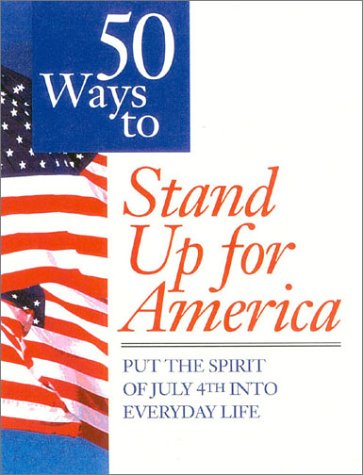 50
Ways
to
Stand
Up for
America
PUT THE SPIRIT
OF JULY 4TH INTO
EVERYDAY LIFE